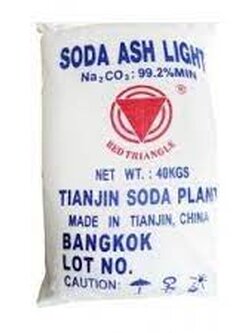 SODA ASH LIGHT
Na₂CO₃: 99.2%MIN
RED TRIANGLE
NET WT.: 40KGS
TIANJIN SODA PLANT
MADE IN TIANJIN, CHINA
BANGKOK
LOT NO.
CAUTION: